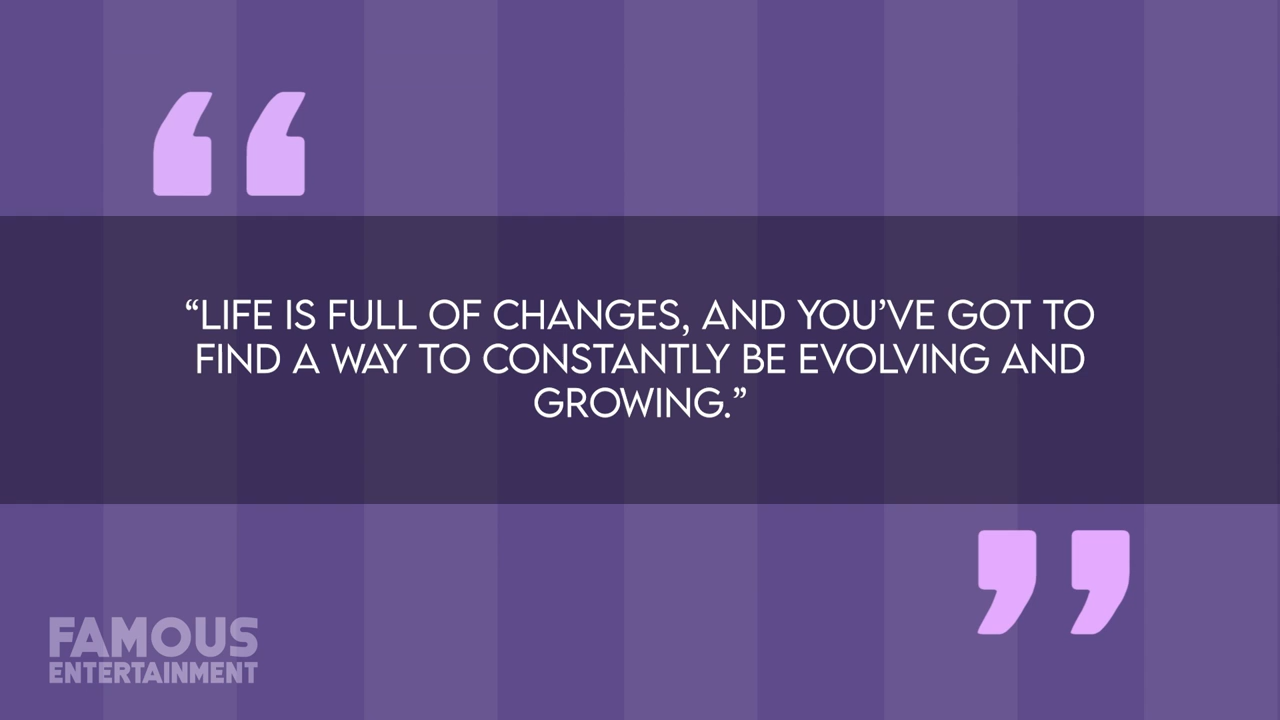 “LIFE IS FULL OF CHANGES, AND YOU’VE GOT TO
FIND A WAY TO CONSTANTLY BE EVOLVING AND
GROWING.”
FAMOUS
ENTERTAINMENT